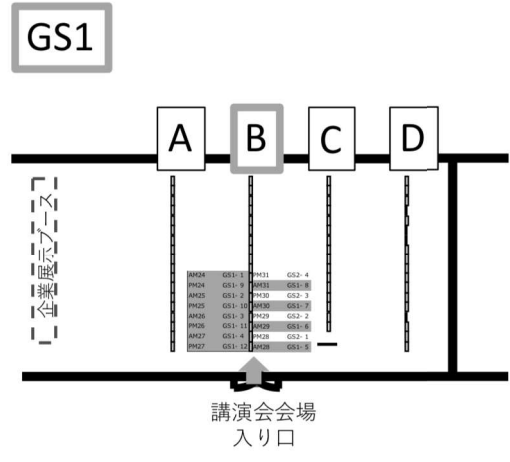 GS1
A
B
C
D
企業展示ブース
AM24 GS1- 1 PM31 GS2- 4
PM24 GS1- 9 AM31 GS1- 8
AM25 GS1- 2 PM30 GS2- 3
PM25 GS1- 10 AM30 GS1- 7
AM26 GS1- 3 PM29 GS2- 2
PM26 GS1- 11 AM29 GS1- 6
AM27 GS1- 4 PM28 GS2- 1
PM27 GS1- 12 AM28 GS1- 5
講演会会場
入り口